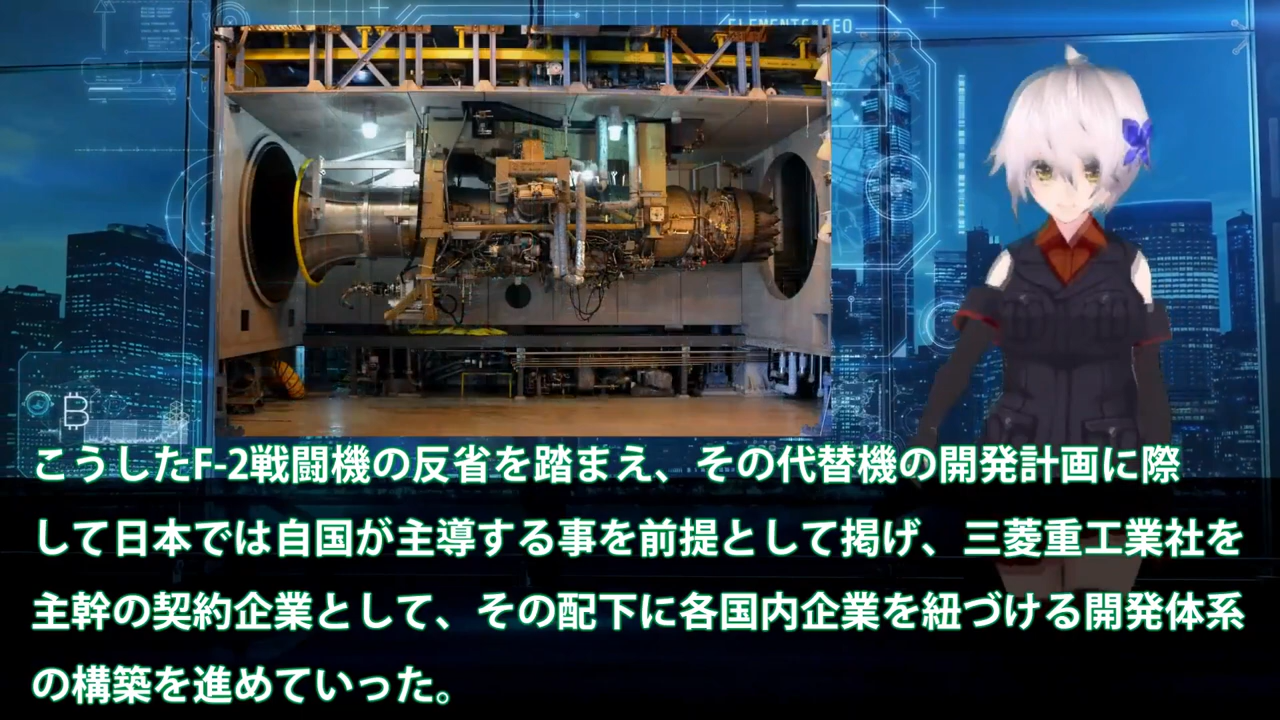 ELEMENTS GEO
こうしたF-2戦闘機の反省を踏まえ、その代替機の開発計画に際
して日本では自国が主導する事を前提として掲げ、三菱重工業社を
主幹の契約企業として、その配下に各国内企業を紐づける開発体系
の構築を進めていった。